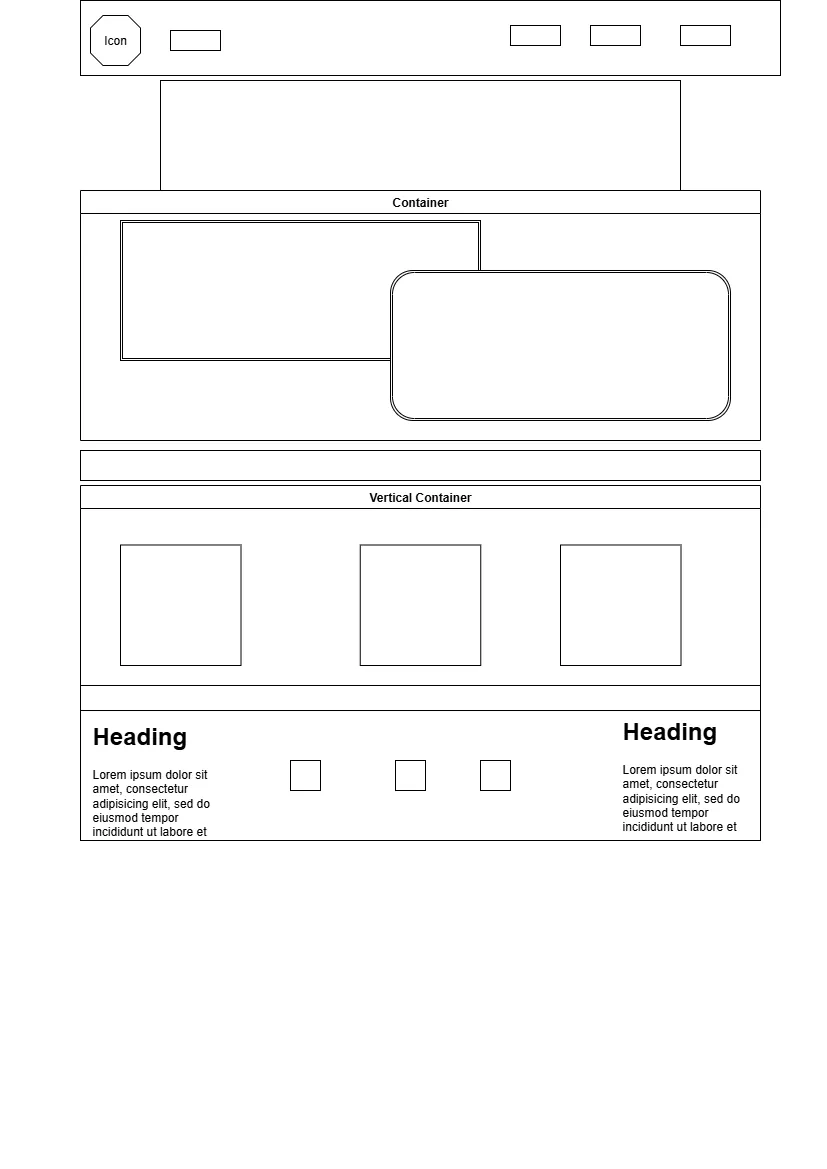 Icon
Container
Vertical Container
Heading
Lorem ipsum dolor sit
amet, consectetur
adipisicing elit, sed do
eiusmod tempor
incididunt ut labore et
Heading
Lorem ipsum dolor sit
amet, consectetur
adipisicing elit, sed do
eiusmod tempor
incididunt ut labore et